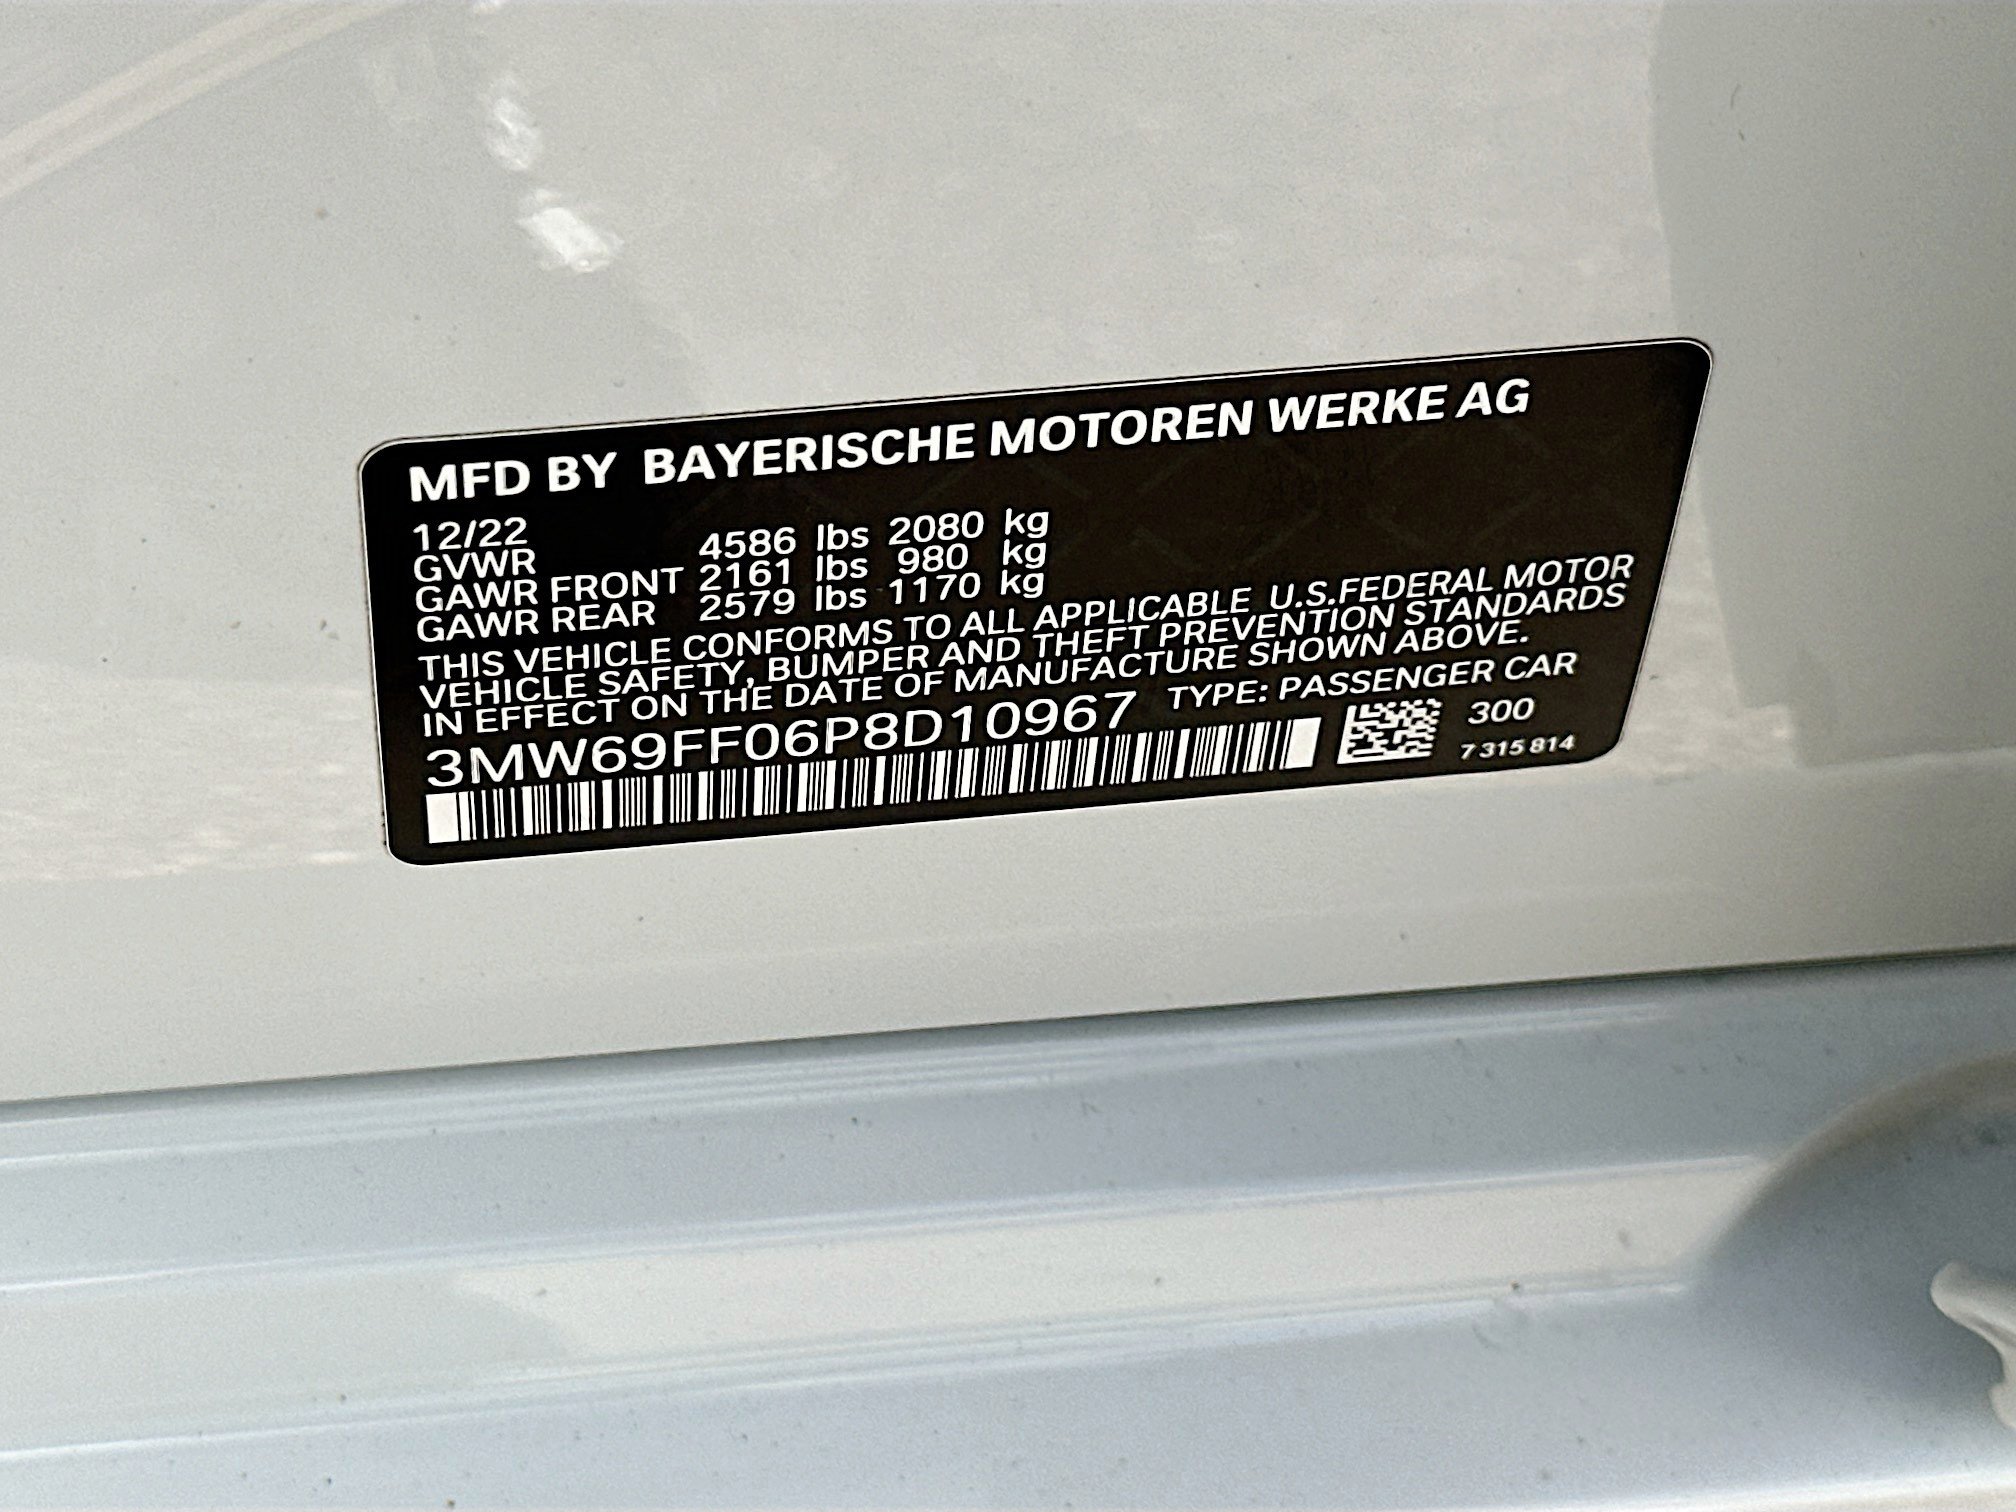 MFD BY BAYERISCHE MOTOREN WERKE AG
12/22
GVWR 4586 lbs 2080 kg
GAWR FRONT 2161 lbs 980 kg
GAWR REAR 2579 lbs 1170 kg
THIS VEHICLE CONFORMS TO ALL APPLICABLE U.S.FEDERAL MOTOR
VEHICLE SAFETY, BUMPER AND THEFT PREVENTION STANDARDS
IN EFFECT ON THE DATE OF MANUFACTURE SHOWN ABOVE.
3MW69FF06P8D10967 TYPE: PASSENGER CAR
300
7 315 814